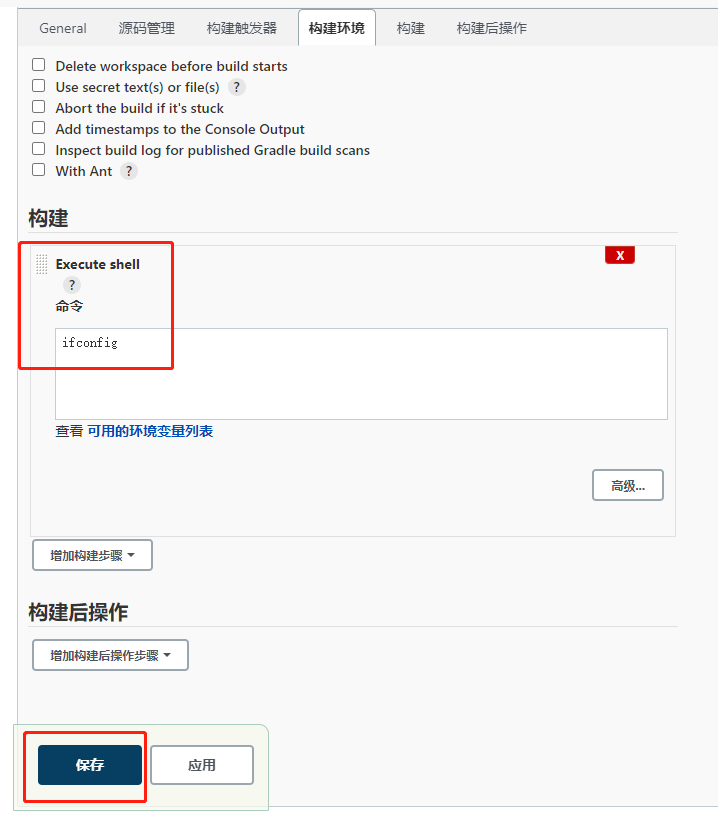 General 源码管理 构建触发器 构建环境 构建 构建后操作
Delete workspace before build starts
Use secret text(s) or file(s) ?
Abort the build if it's stuck
Add timestamps to the Console Output
Inspect build log for published Gradle build scans
With Ant ?
构建
Execute shell X
?
命令
ifconfig
查看 可用的环境变量列表
高级...
增加构建步骤
构建后操作
增加构建后操作步骤
保存 应用